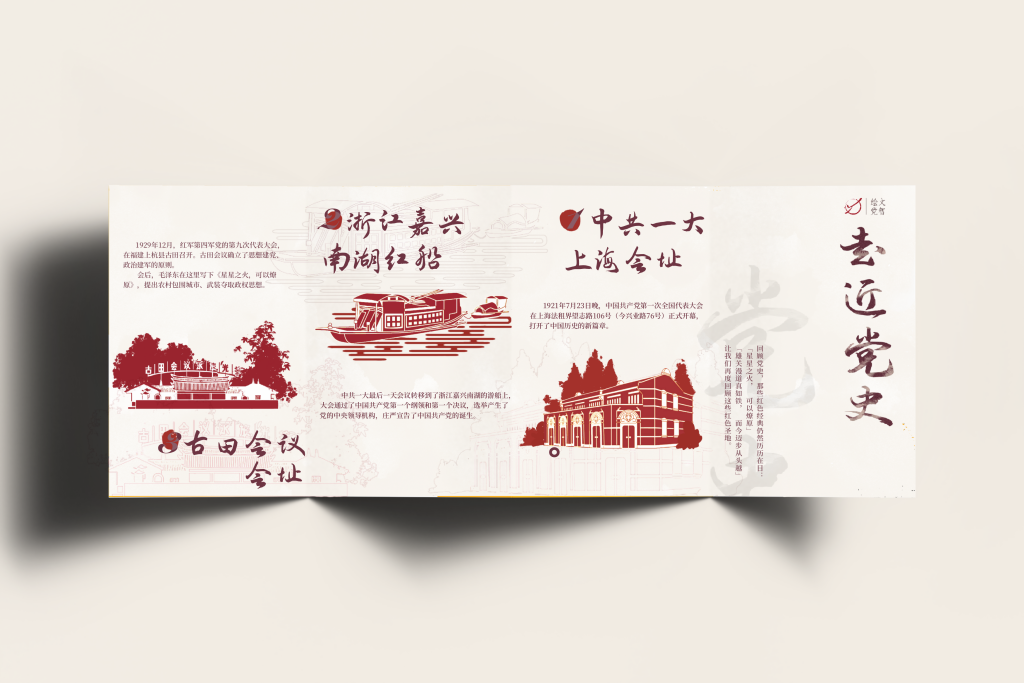 绘文
党智
去近党史
回顾党史，那些红色经典仍然历历在目：
「星星之火，可以燎原」
「雄关漫道真如铁，而今迈步从头越」
让我们再度回顾这些红色圣地。
党史
1中共一大
上海会址
1921年7月23日晚，中国共产党第一次全国代表大会
在上海法租界望志路106号（今兴业路76号）正式开幕，
打开了中国历史的新篇章。
2浙江嘉兴
南湖红船
中共一大最后一天会议转移到了浙江嘉兴南湖的游船上，
大会通过了中国共产党第一个纲领和第一个决议，选举产生了
党的中央领导机构，庄严宣告了中国共产党的诞生。
1929年12月，红军第四军党的第九次代表大会，
在福建上杭县古田召开。古田会议确立了思想建党，
政治建军的原则。
会后，毛泽东在这里写下《星星之火，可以燎
原》，提出农村包围城市、武装夺取政权思想。
古田会议
3古田会议
会址